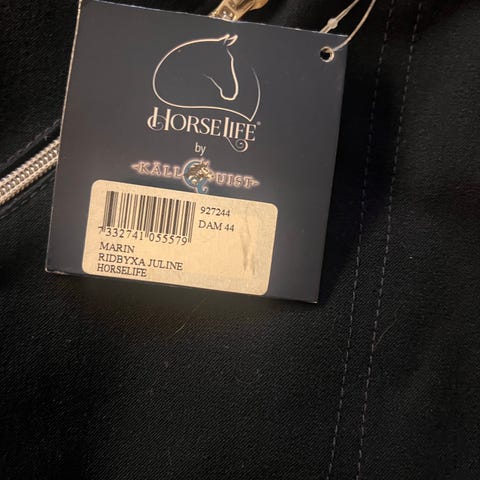 HORSELIFE®
by
KÄLLQUIST
927244
DAM 44
7 332741 055579
MARIN
RIDBYXA JULINE
HORSELIFE